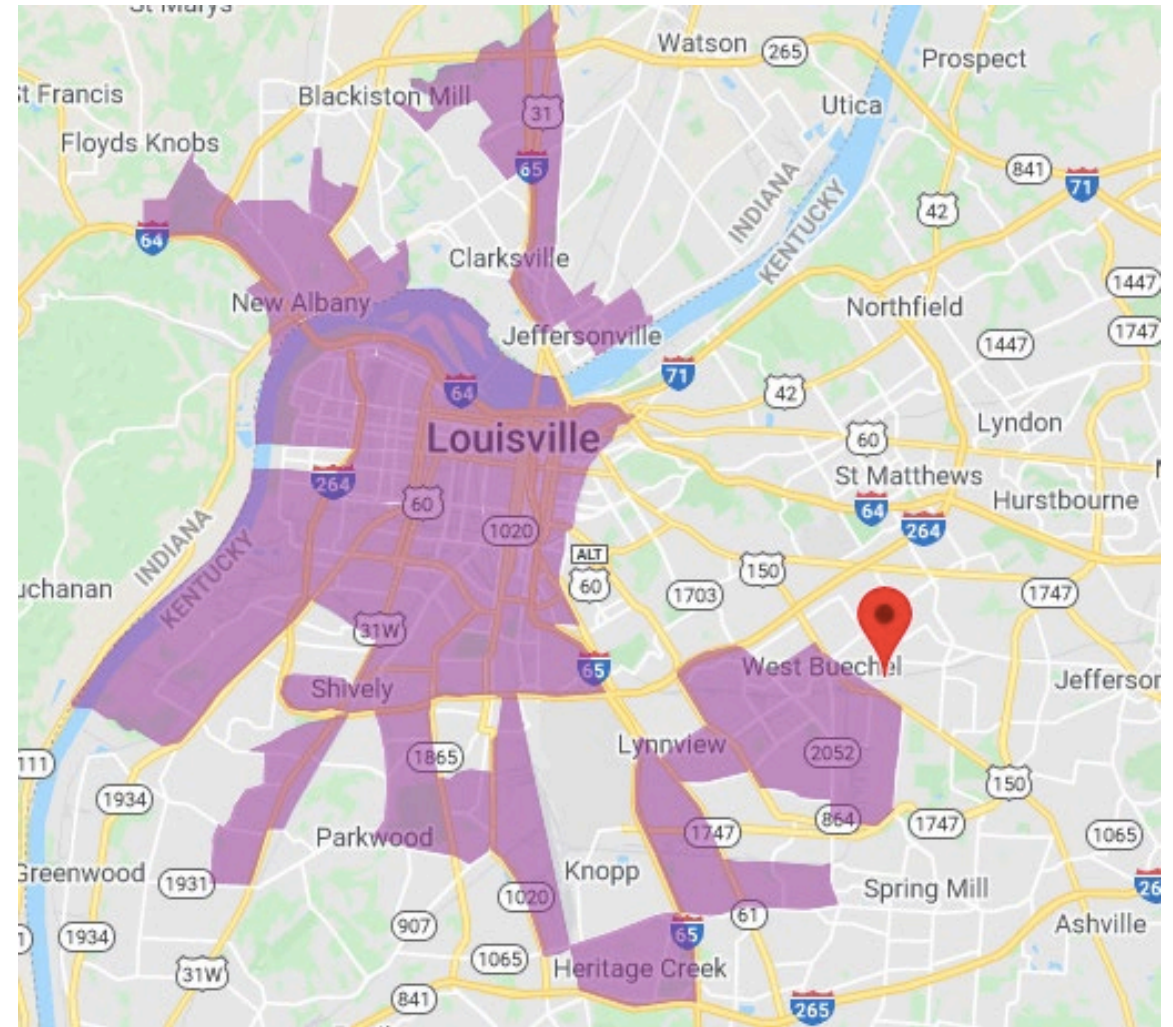 St Marys
Watson
265
Prospect
St Francis
Blackiston Mill
31
Utica
Floyds Knobs
65
841
71
INDIANA
KENTUCKY
42
64
Clarksville
1447
New Albany
Northfield
Jeffersonville
1447
1747
71
64
42
Louisville
60
Lyndon
St Matthews
264
60
64
Hurstbourne
1020
264
INDIANA
KENTUCKY
ALT
60
150
uchanan
1703
1747
31W
65
West Buechel
Shively
Jefferson
Lynnview
2052
1865
111
150
1934
864
1747
1747
1065
Parkwood
Greenwood
1931
Knopp
Spring Mill
26
1020
61
Ashville
907
65
1934
1065
Heritage Creek
31W
841
265